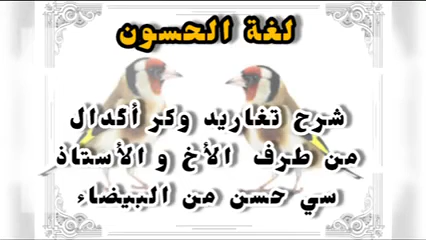 لغة الحسون
شرح تغاريد وكر أكدال
من طرف الأخ و الأستاذ
سي حسن من البيضاء